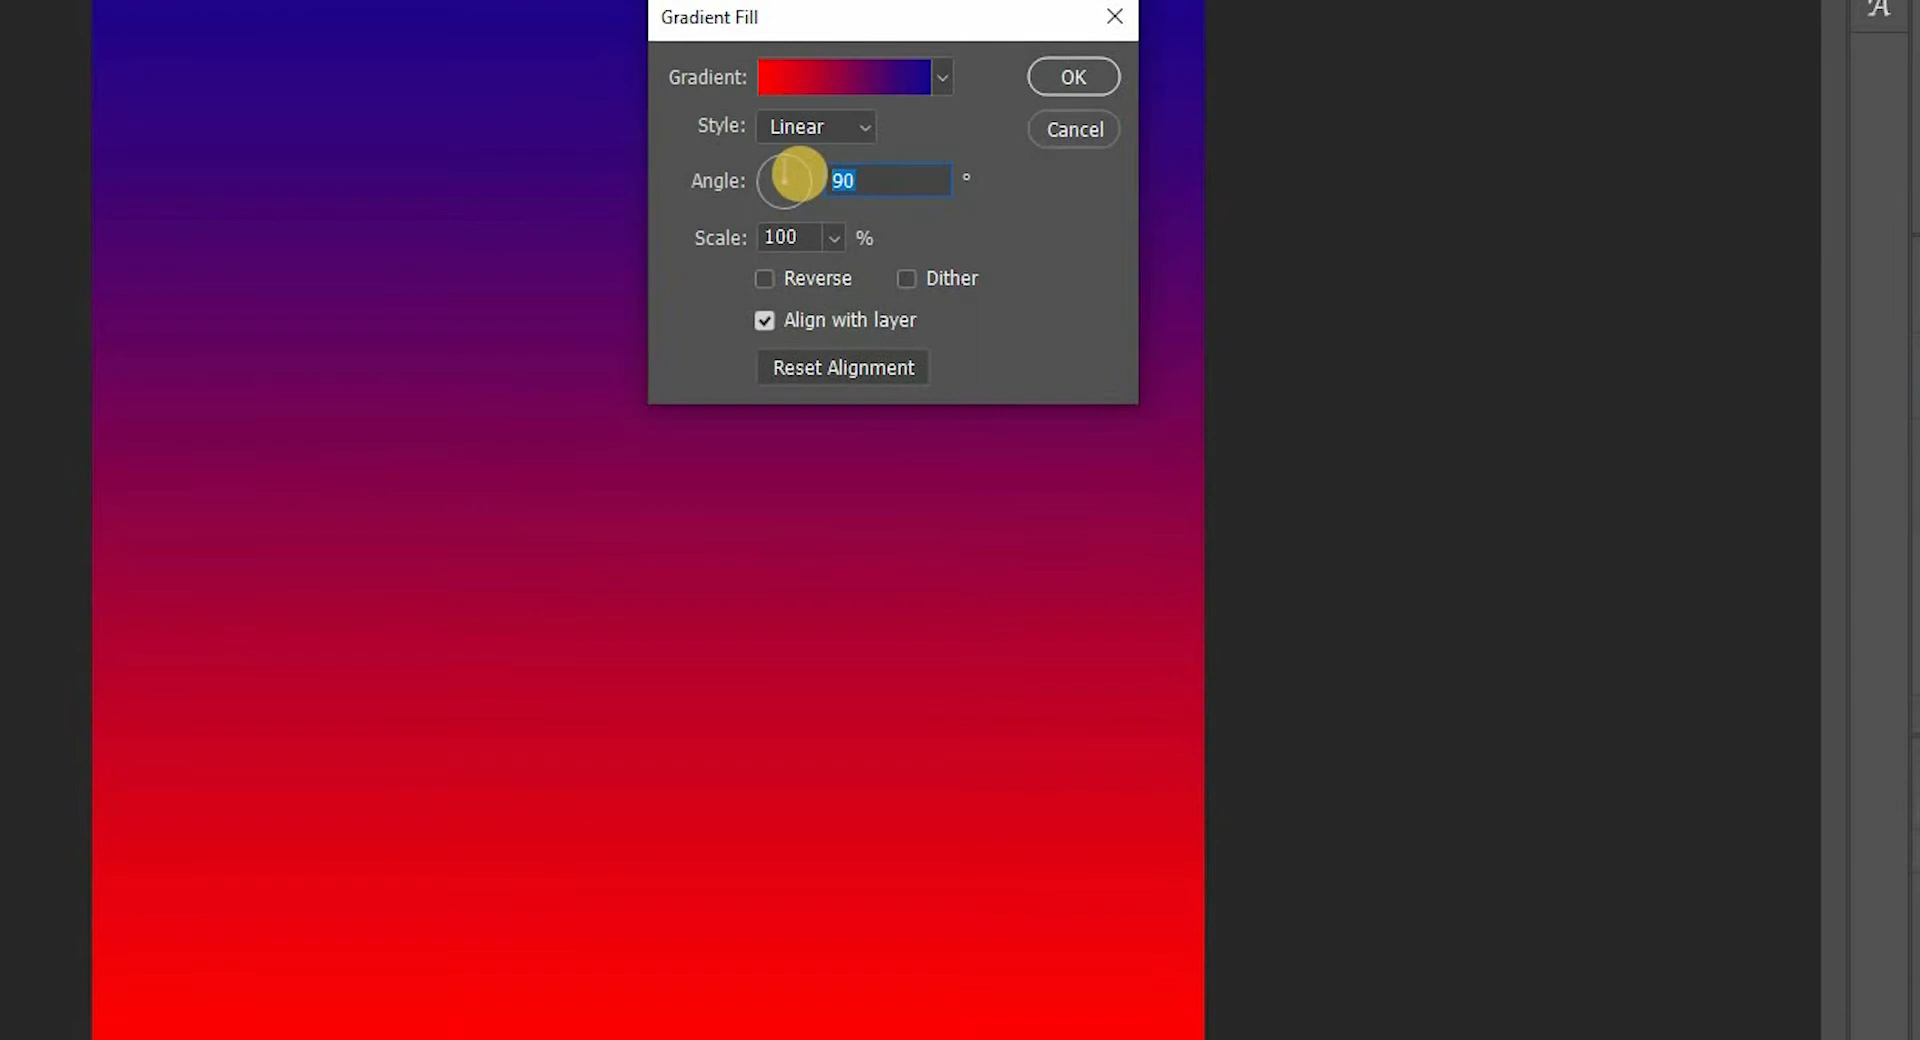 Gradient Fill
Gradient:
OK
Style: Linear
Cancel
Angle: 90 °
Scale: 100 %
Reverse Dither
Align with layer
Reset Alignment
A